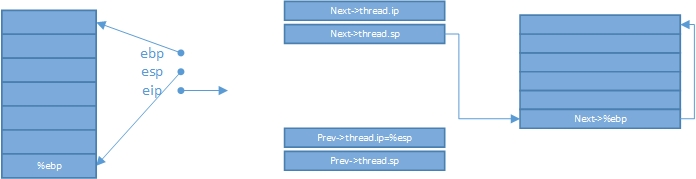 ebp
esp
eip
%ebp
Next->thread.ip
Next->thread.sp
Prev->thread.ip=%esp
Prev->thread.sp
Next->%ebp